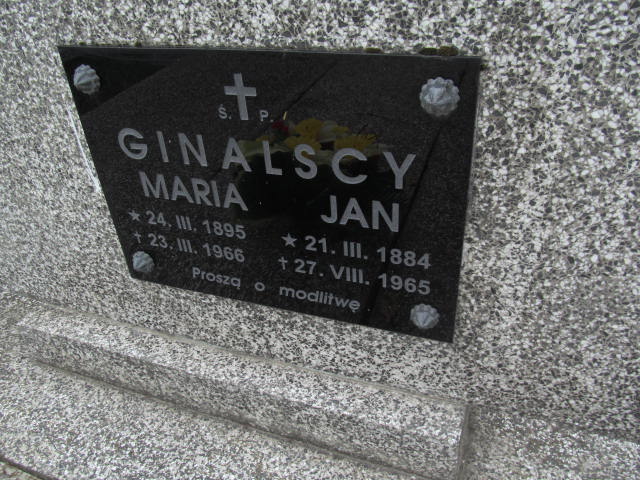 Ś. P.
GINALSCY
MARIA
★ 24. III. 1895
✝ 23. III. 1966
JAN
★ 21. III. 1884
✝ 27. VIII. 1965
Proszą o modlitwę